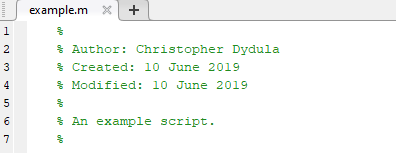 example.m
1 %
2 % Author: Christopher Dydula
3 % Created: 10 June 2019
4 % Modified: 10 June 2019
5 %
6 % An example script.
7 %